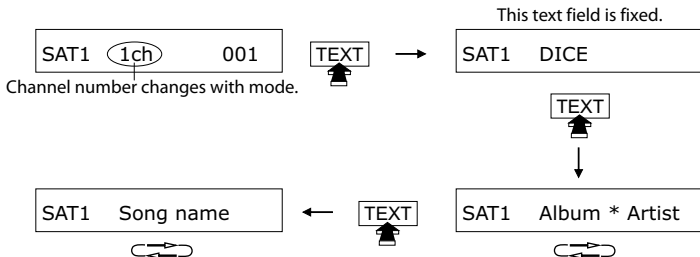 This text field is fixed.
SAT1 1ch 001
TEXT
SAT1 DICE
Channel number changes with mode.
TEXT
SAT1 Song name
TEXT
SAT1 Album * Artist